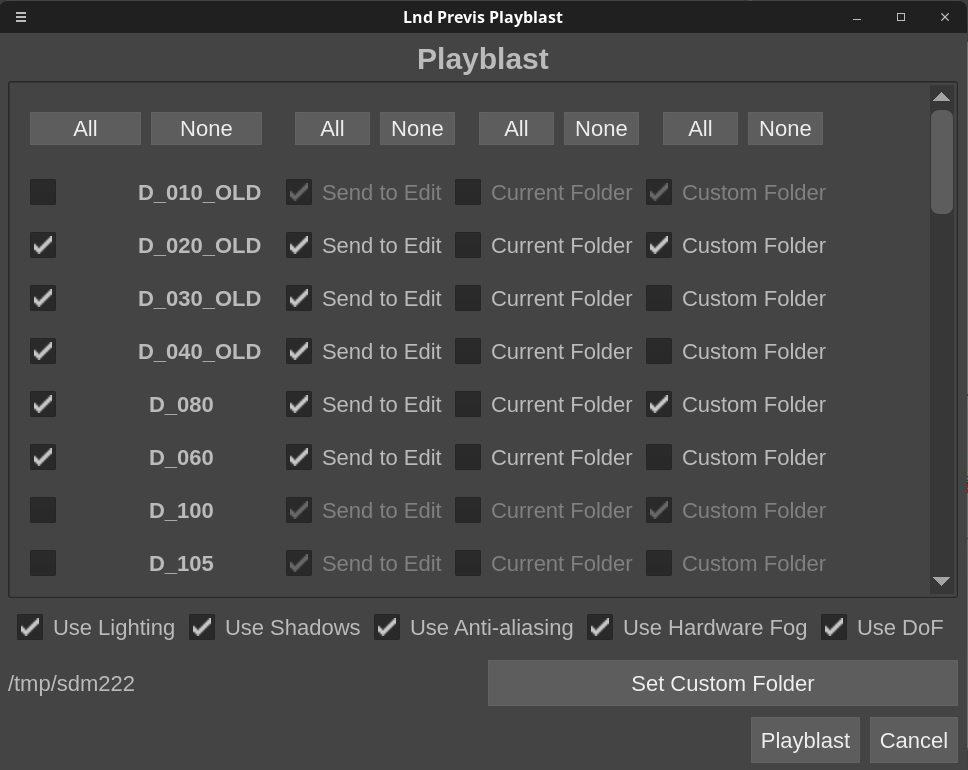 Lnd Previs Playblast
Playblast
All None All None All None All None
D_010_OLD Send to Edit Current Folder Custom Folder
D_020_OLD Send to Edit Current Folder Custom Folder
D_030_OLD Send to Edit Current Folder Custom Folder
D_040_OLD Send to Edit Current Folder Custom Folder
D_080 Send to Edit Current Folder Custom Folder
D_060 Send to Edit Current Folder Custom Folder
D_100 Send to Edit Current Folder Custom Folder
D_105 Send to Edit Current Folder Custom Folder
Use Lighting Use Shadows Use Anti-aliasing Use Hardware Fog Use DoF
/tmp/sdm222 Set Custom Folder
Playblast Cancel